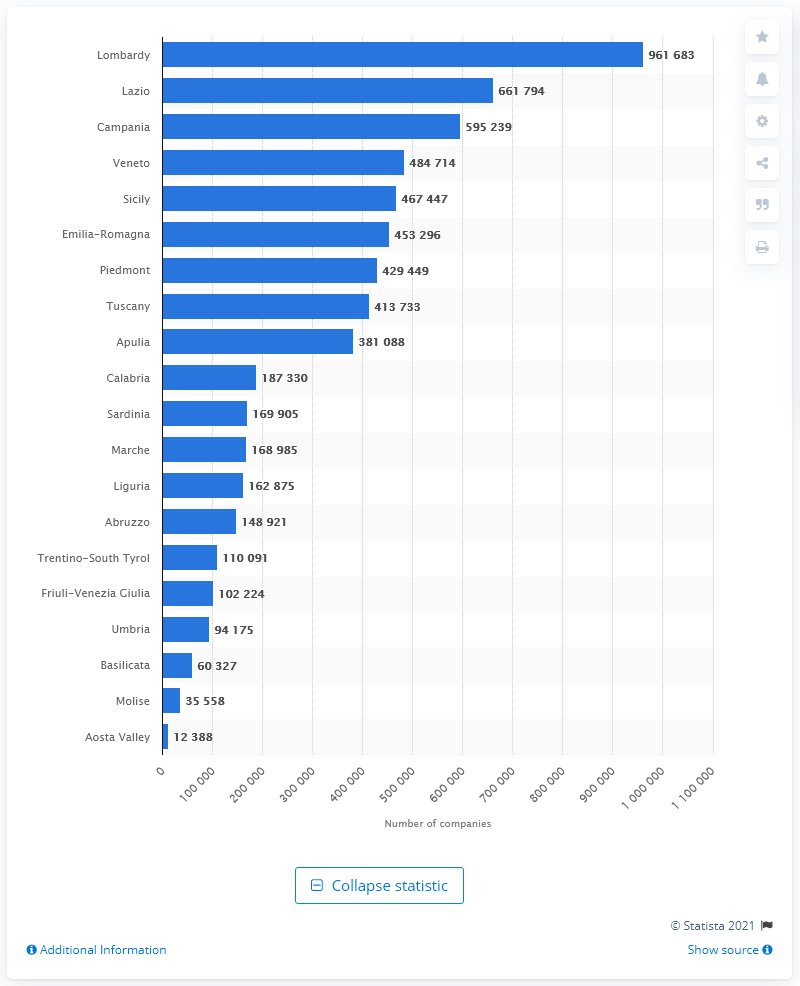 Lombardy 961 683
Lazio 661 794
Campania 595 239
Veneto 484 714
Sicily 467 447
Emilia-Romagna 453 296
Piedmont 429 449
Tuscany 413 733
Apulia 381 088
Calabria 187 330
Sardinia 169 905
Marche 168 985
Liguria 162 875
Abruzzo 148 921
Trentino-South Tyrol 110 091
Friuli-Venezia Giulia 102 224
Umbria 94 175
Basilicata 60 327
Molise 35 558
Aosta Valley 12 388
0 100 000 200 000 300 000 400 000 500 000 600 000 700 000 800 000 900 000 1 000 000 1 100 000
Number of companies
Collapse statistic
© Statista 2021
Additional Information Show source